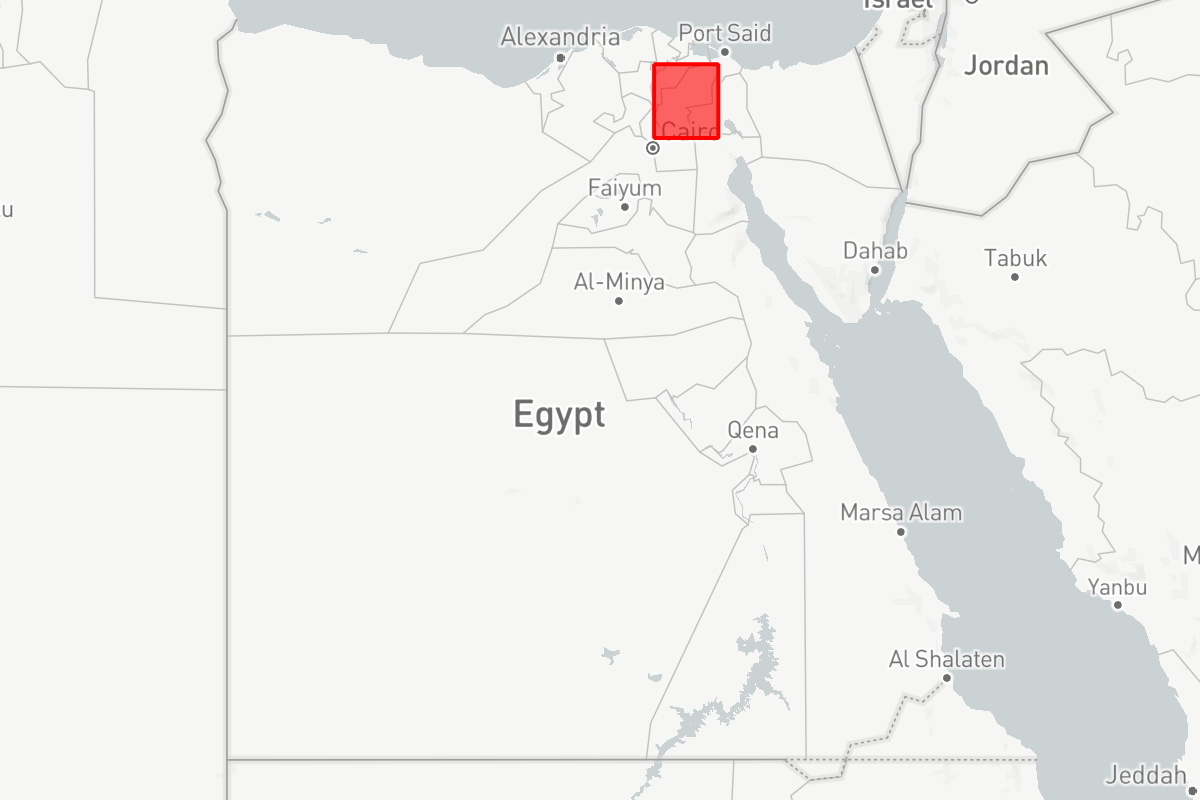 Israel
Alexandria
Port Said
Jordan
Cairo
Faiyum
Dahab
Tabuk
Al-Minya
Egypt
Qena
Marsa Alam
Yanbu
Al Shalaten
Jeddah